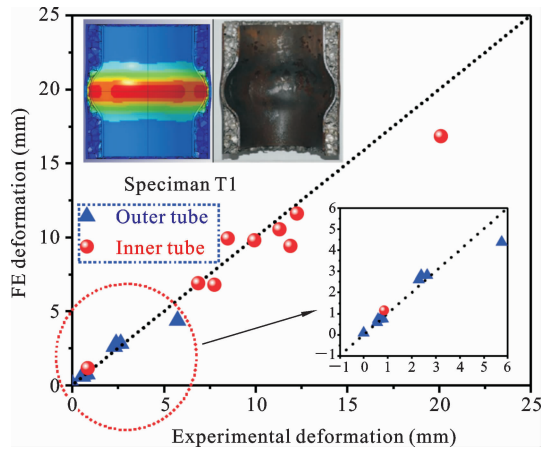 25
20
15
10
5
0
FE deformation (mm)
Speciman T1
Outer tube
Inner tube
6
5
4
3
2
1
0
−1
−1 0 1 2 3 4 5 6
0 5 10 15 20 25
Experimental deformation (mm)